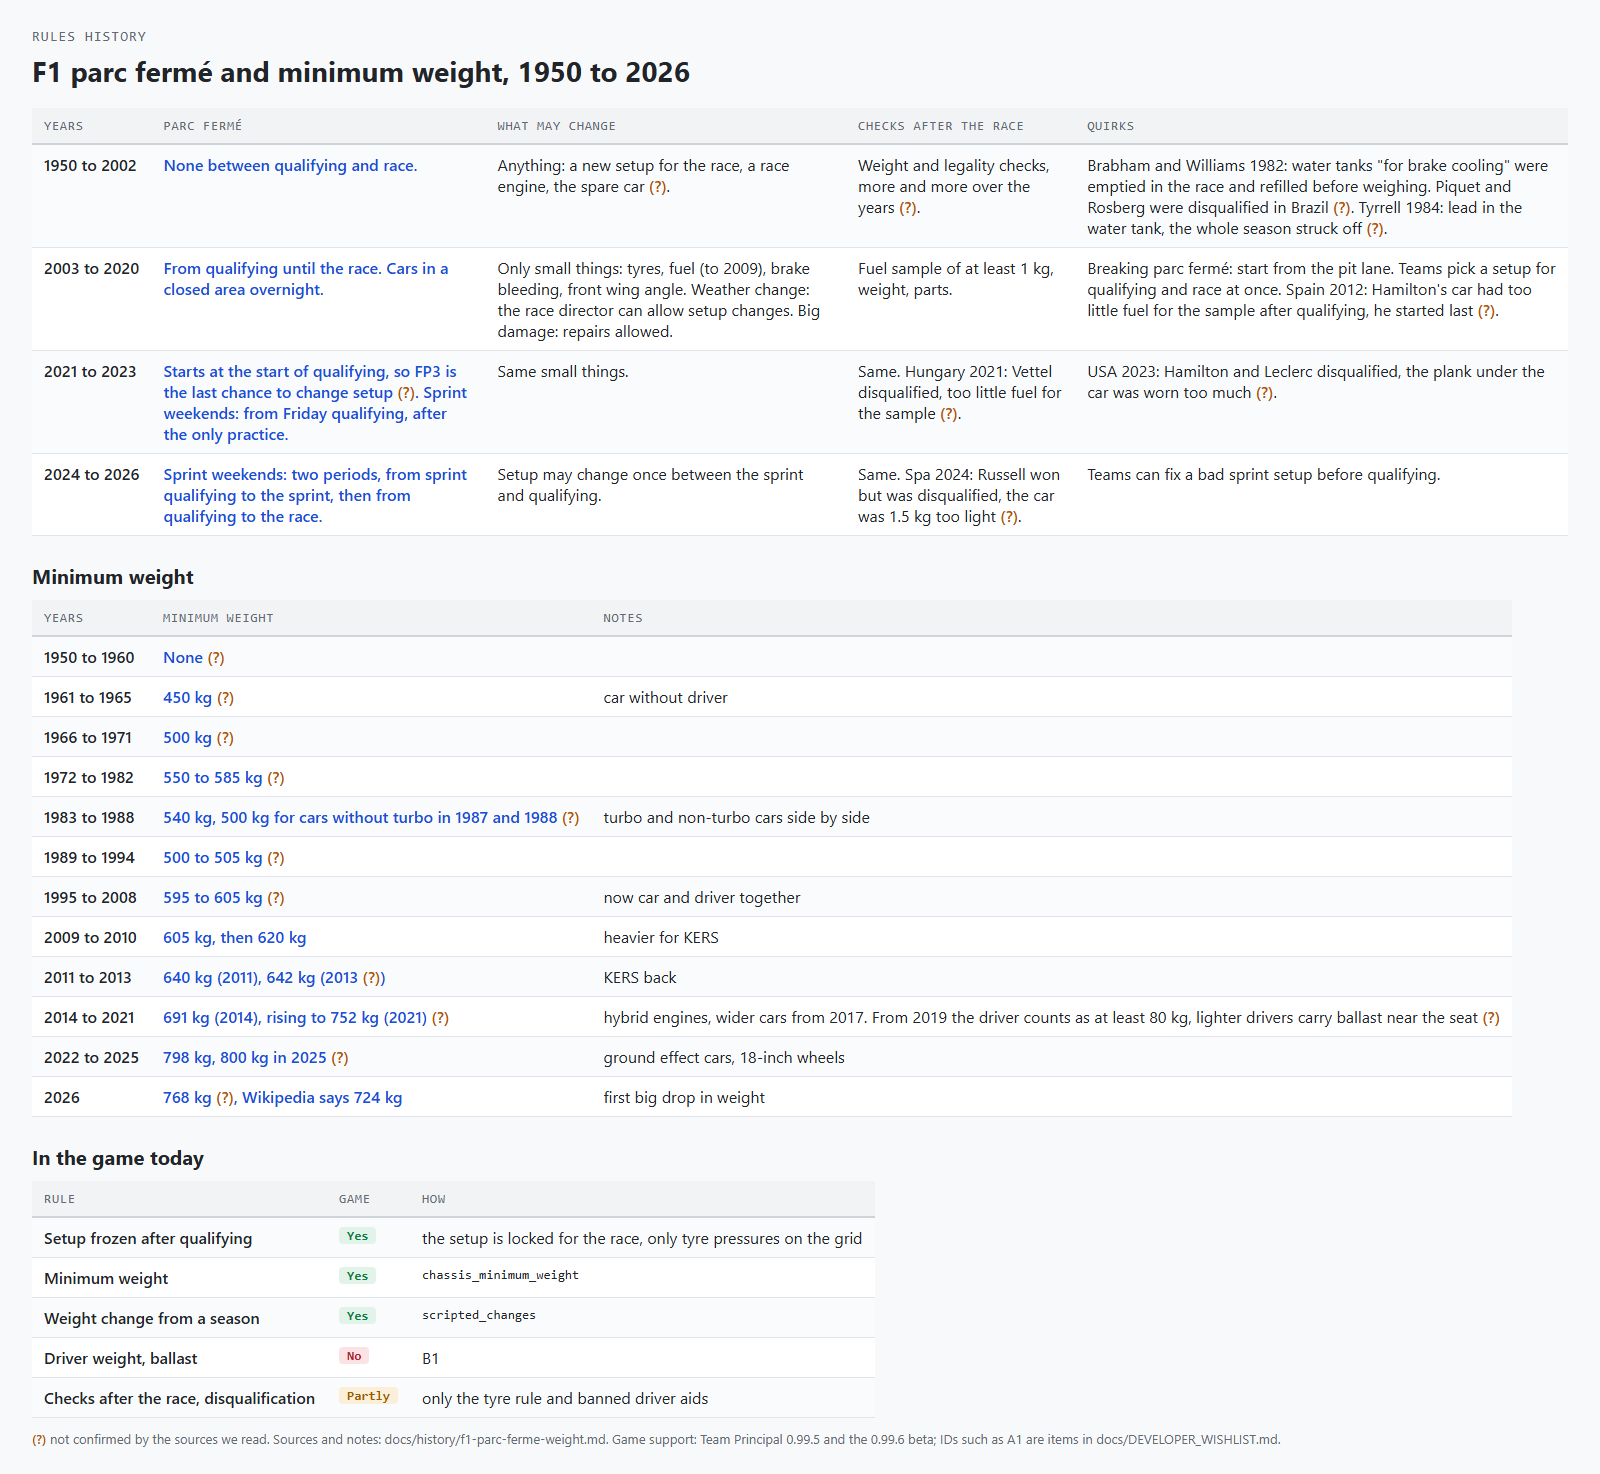 RULES HISTORY
F1 parc fermé and minimum weight, 1950 to 2026
YEARS PARC FERMÉ WHAT MAY CHANGE CHECKS AFTER THE RACE QUIRKS
1950 to 2002
None between qualifying and race.
Anything: a new setup for the race, a race
engine, the spare car (?).
Weight and legality checks,
more and more over the
years (?).
Brabham and Williams 1982: water tanks "for brake cooling" were
emptied in the race and refilled before weighing. Piquet and
Rosberg were disqualified in Brazil (?). Tyrrell 1984: lead in the
water tank, the whole season struck off (?).
2003 to 2020
From qualifying until the race. Cars in a
closed area overnight.
Only small things: tyres, fuel (to 2009), brake
bleeding, front wing angle. Weather change:
the race director can allow setup changes. Big
damage: repairs allowed.
Fuel sample of at least 1 kg,
weight, parts.
Breaking parc fermé: start from the pit lane. Teams pick a setup for
qualifying and race at once. Spain 2012: Hamilton's car had too
little fuel for the sample after qualifying, he started last (?).
2021 to 2023
Starts at the start of qualifying, so FP3 is
the last chance to change setup (?). Sprint
weekends: from Friday qualifying, after
the only practice.
Same small things.
Same. Hungary 2021: Vettel
disqualified, too little fuel for
the sample (?).
USA 2023: Hamilton and Leclerc disqualified, the plank under the
car was worn too much (?).
2024 to 2026
Sprint weekends: two periods, from sprint
qualifying to the sprint, then from
qualifying to the race.
Setup may change once between the sprint
and qualifying.
Same. Spa 2024: Russell won
but was disqualified, the car
was 1.5 kg too light (?).
Teams can fix a bad sprint setup before qualifying.
Minimum weight
YEARS MINIMUM WEIGHT NOTES
1950 to 1960 None (?)
1961 to 1965 450 kg (?) car without driver
1966 to 1971 500 kg (?)
1972 to 1982 550 to 585 kg (?)
1983 to 1988 540 kg, 500 kg for cars without turbo in 1987 and 1988 (?) turbo and non-turbo cars side by side
1989 to 1994 500 to 505 kg (?)
1995 to 2008 595 to 605 kg (?) now car and driver together
2009 to 2010 605 kg, then 620 kg heavier for KERS
2011 to 2013 640 kg (2011), 642 kg (2013 (?)) KERS back
2014 to 2021 691 kg (2014), rising to 752 kg (2021) (?) hybrid engines, wider cars from 2017. From 2019 the driver counts as at least 80 kg, lighter drivers carry ballast near the seat (?)
2022 to 2025 798 kg, 800 kg in 2025 (?) ground effect cars, 18-inch wheels
2026 768 kg (?), Wikipedia says 724 kg first big drop in weight
In the game today
RULE GAME HOW
Setup frozen after qualifying Yes the setup is locked for the race, only tyre pressures on the grid
Minimum weight Yes chassis_minimum_weight
Weight change from a season Yes scripted_changes
Driver weight, ballast No B1
Checks after the race, disqualification Partly only the tyre rule and banned driver aids
(?) not confirmed by the sources we read. Sources and notes: docs/history/f1-parc-ferme-weight.md. Game support: Team Principal 0.99.5 and the 0.99.6 beta; IDs such as A1 are items in docs/DEVELOPER_WISHLIST.md.